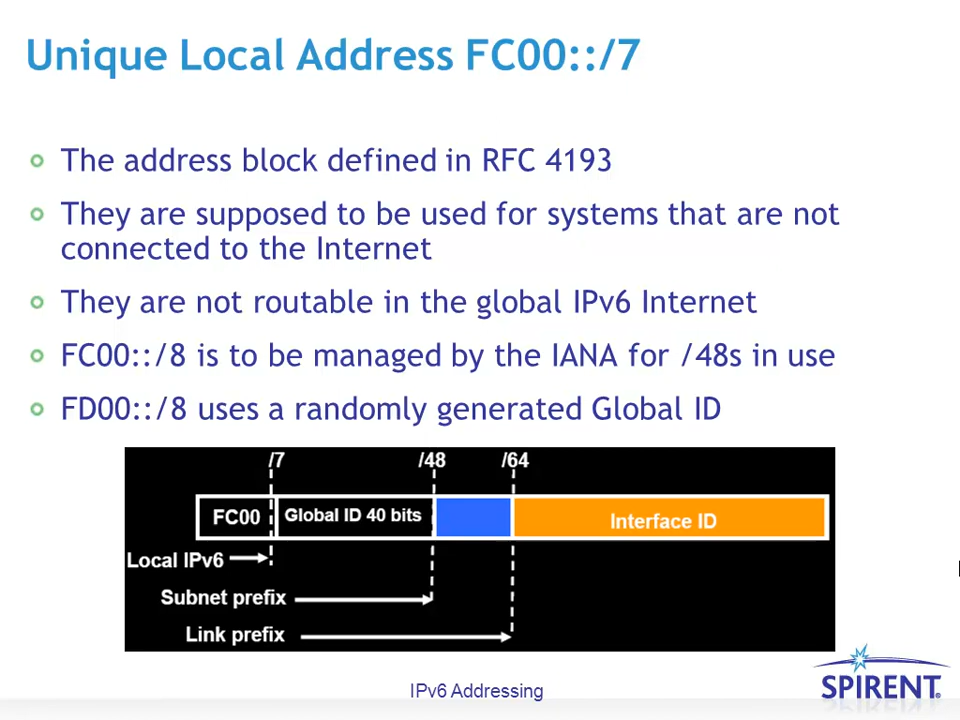 Unique Local Address FC00::/7
The address block defined in RFC 4193
They are supposed to be used for systems that are not
connected to the Internet
They are not routable in the global IPv6 Internet
FC00::/8 is to be managed by the IANA for /48s in use
FD00::/8 uses a randomly generated Global ID
/7 /48 /64
FC00 Global ID 40 bits Interface ID
Local IPv6
Subnet prefix
Link prefix
IPv6 Addressing
SPIRENT®